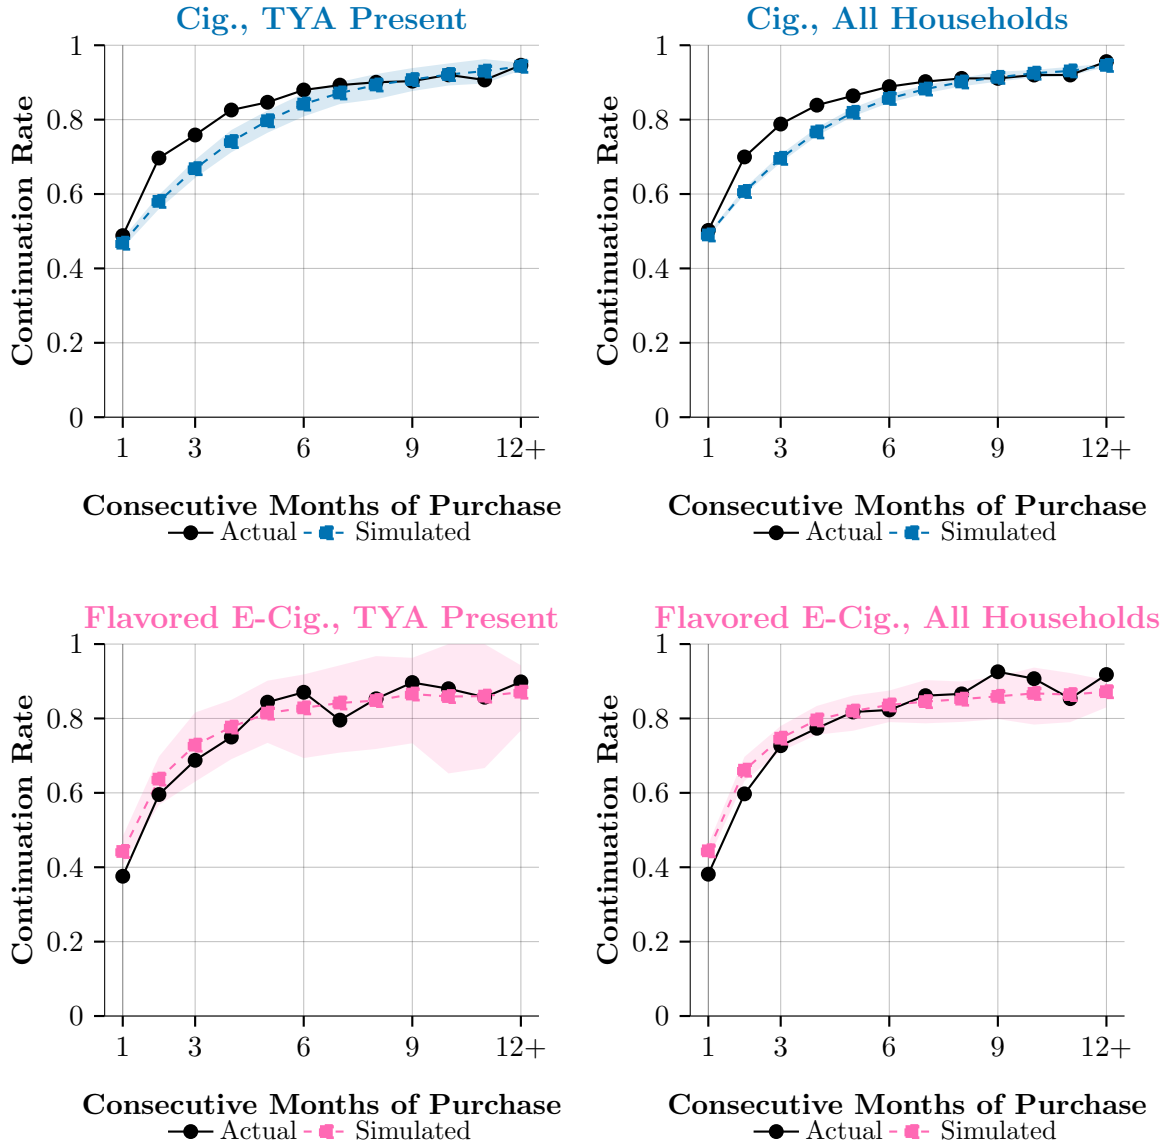 Cig., TYA Present
Continuation Rate
1
0.8
0.6
0.4
0.2
0
1 3 6 9 12+
Consecutive Months of Purchase
Actual Simulated
Cig., All Households
Continuation Rate
1
0.8
0.6
0.4
0.2
0
1 3 6 9 12+
Consecutive Months of Purchase
Actual Simulated
Flavored E-Cig., TYA Present
Continuation Rate
1
0.8
0.6
0.4
0.2
0
1 3 6 9 12+
Consecutive Months of Purchase
Actual Simulated
Flavored E-Cig., All Households
Continuation Rate
1
0.8
0.6
0.4
0.2
0
1 3 6 9 12+
Consecutive Months of Purchase
Actual Simulated